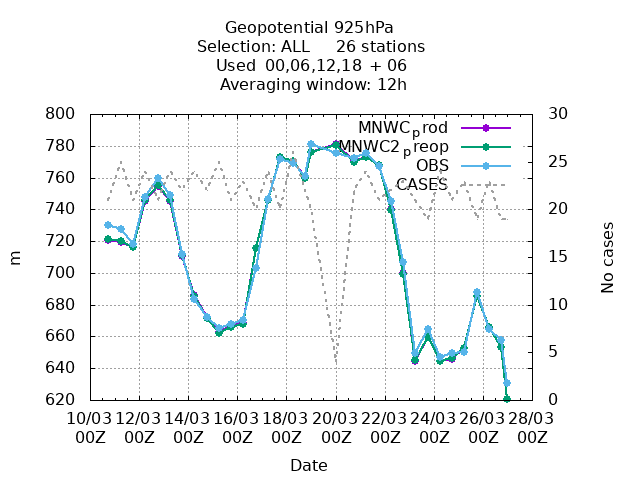 Geopotential 925hPa
Selection: ALL 26 stations
Used 00,06,12,18 + 06
Averaging window: 12h
800 30
MNWCprod
780 MNWC2preop 25
OBS
760 CASES
740 20
720 15
700
680 10
660 5
640
620 0
m
No cases
10/03 12/03 14/03 16/03 18/03 20/03 22/03 24/03 26/03 28/03
00Z 00Z 00Z 00Z 00Z 00Z 00Z 00Z 00Z 00Z
Date